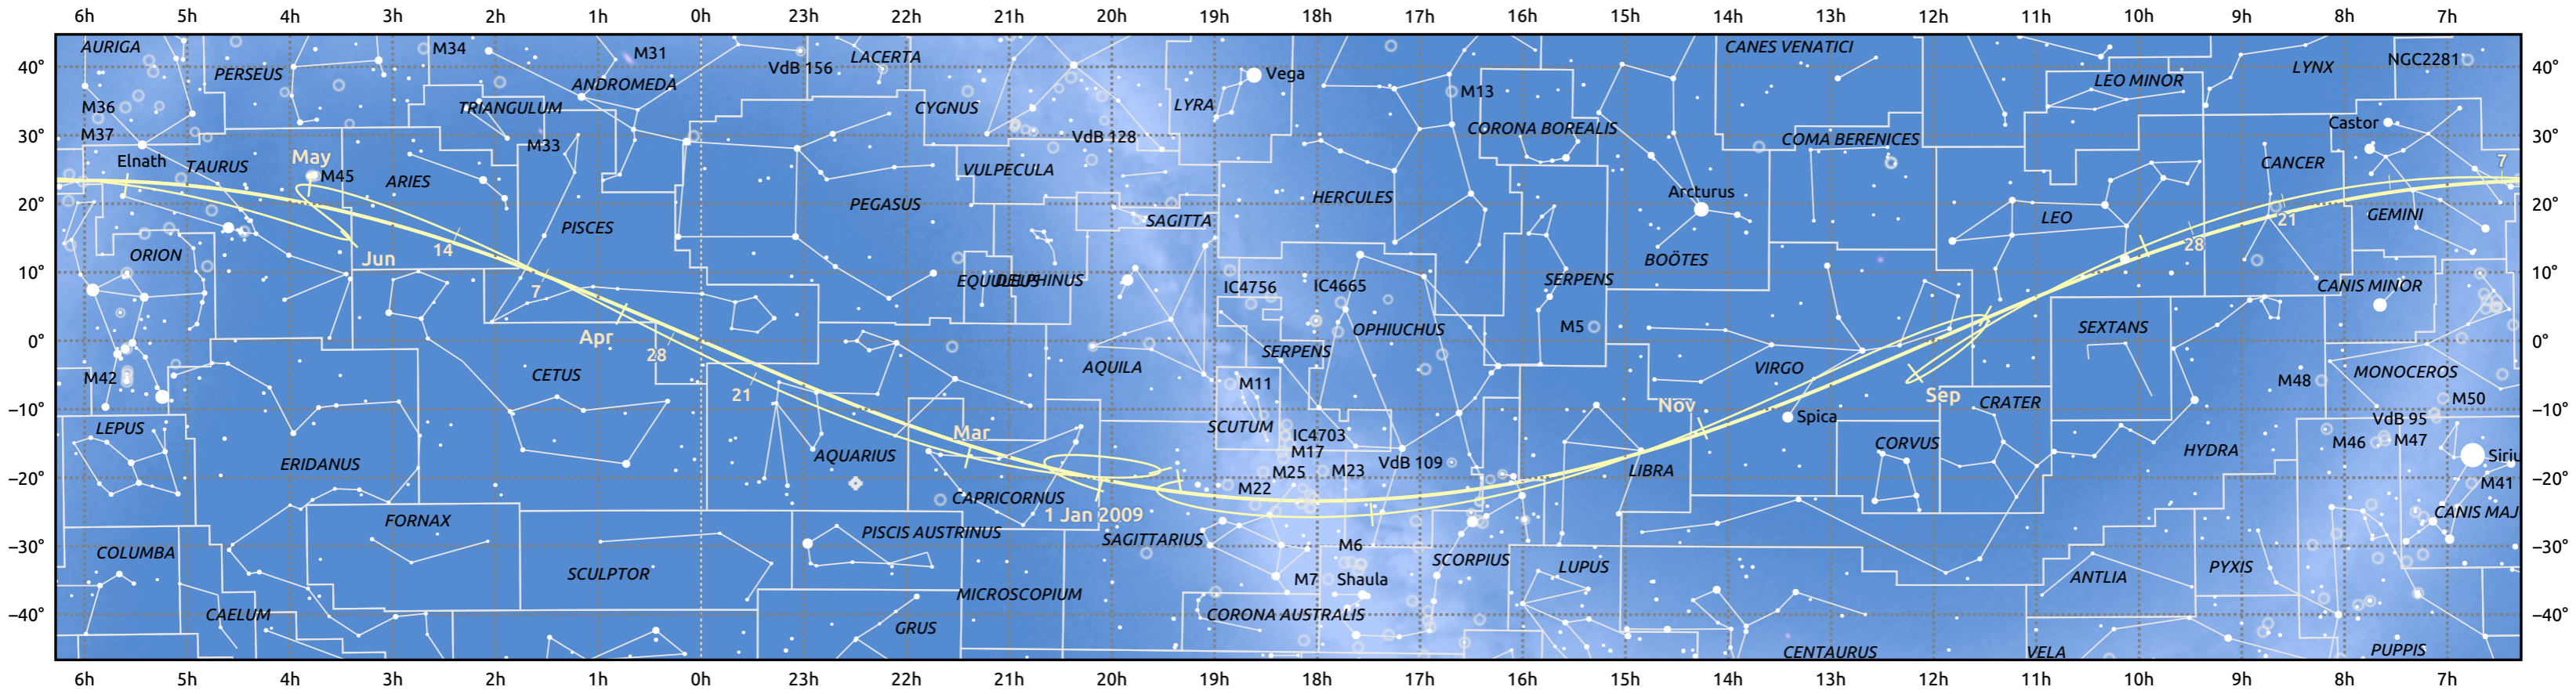 6h 5h 4h 3h 2h 1h 0h 23h 22h 21h 20h 19h 18h 17h 16h 15h 14h 13h 12h 11h 10h 9h 8h 7h
AURIGA
M34
M31
LACERTA
CANES VENATICI
40°
PERSEUS
ANDROMEDA
VdB 156
Vega
LEO MINOR
LYNX
NGC2281
40°
M36
TRIANGULUM
CYGNUS
LYRA
M13
M37
30°
M33
VdB 128
CORONA BOREALIS
COMA BERENICES
Castor
30°
Elnath
TAURUS
May
M45
ARIES
VULPECULA
HERCULES
Arcturus
CANCER
7
20°
PISCES
PEGASUS
SAGITTA
LEO
21
GEMINI
20°
ORION
14
Jun
BOÖTES
28
10°
7
EQUULEUS
DELPHINUS
IC4756
IC4665
SERPENS
CANIS MINOR
10°
0°
Apr
28
AQUILA
SERPENS
OPHIUCHUS
M5
VIRGO
SEXTANS
0°
M42
CETUS
21
M11
Sep
M48
MONOCEROS
−10°
LEPUS
Mar
SCUTUM
IC4703
M17
Nov
Spica
CRATER
M50
VdB 95
−10°
ERIDANUS
AQUARIUS
M25
M23
VdB 109
LIBRA
CORVUS
HYDRA
M46
M47
Siriu
−20°
CAPRICORNUS
M22
M41
−20°
FORNAX
1 Jan 2009
CANIS MAJ
−30°
COLUMBA
PISCIS AUSTRINUS
SAGITTARIUS
M6
SCORPIUS
−30°
SCULPTOR
M7
Shaula
LUPUS
ANTLIA
PYXIS
−40°
CAELUM
MICROSCOPIUM
CORONA AUSTRALIS
−40°
GRUS
CENTAURUS
VELA
PUPPIS
6h 5h 4h 3h 2h 1h 0h 23h 22h 21h 20h 19h 18h 17h 16h 15h 14h 13h 12h 11h 10h 9h 8h 7h